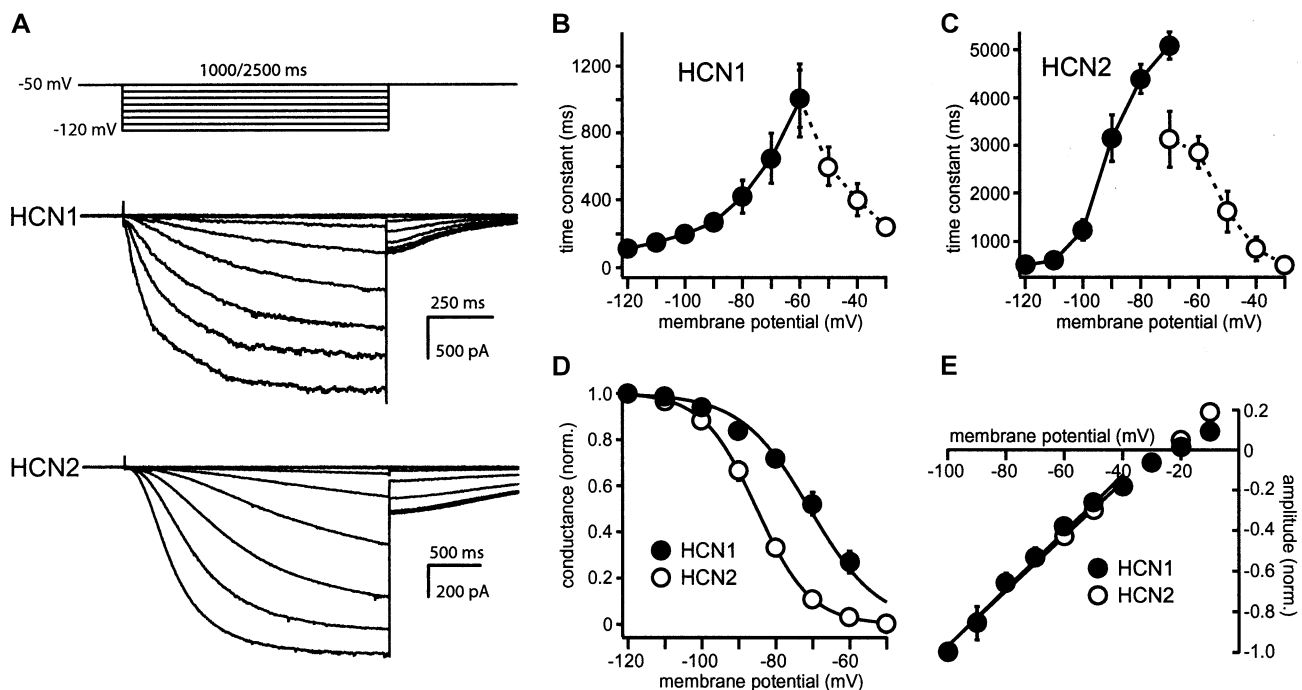 A
-50 mV
1000/2500 ms
-120 mV
HCN1
250 ms
500 pA
HCN2
500 ms
200 pA
B
HCN1
time constant (ms)
1200
800
400
0
-120 -100 -80 -60 -40
membrane potential (mV)
C
HCN2
time constant (ms)
5000
4000
3000
2000
1000
-120 -100 -80 -60 -40
membrane potential (mV)
D
conductance (norm.)
1.0
0.8
0.6
0.4
0.2
0
HCN1
HCN2
-120 -100 -80 -60
membrane potential (mV)
E
membrane potential (mV)
-100 -80 -60 -40 -20
0.2
0
-0.2
-0.4
-0.6
-0.8
-1.0
amplitude (norm.)
HCN1
HCN2